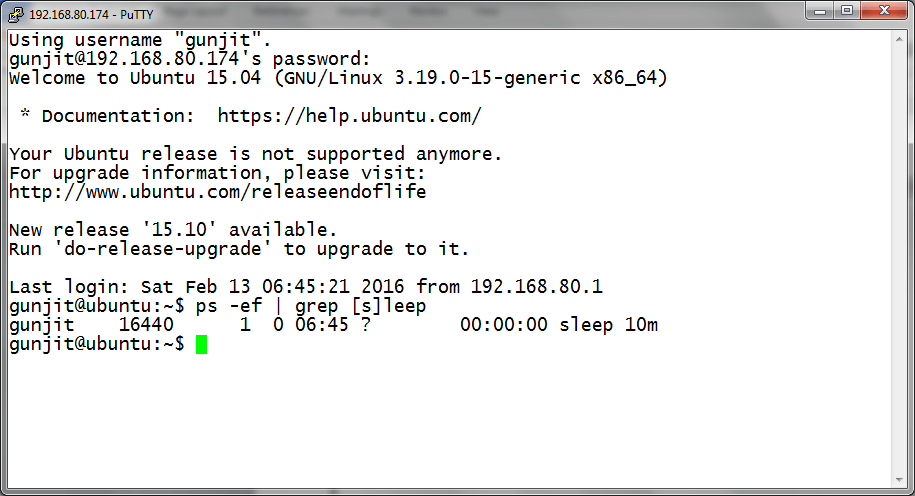 192.168.80.174 - PuTTY
Using username "gunjit".
gunjit@192.168.80.174's password:
Welcome to Ubuntu 15.04 (GNU/Linux 3.19.0-15-generic x86_64)
* Documentation:  https://help.ubuntu.com/
Your Ubuntu release is not supported anymore.
For upgrade information, please visit:
http://www.ubuntu.com/releaseendoflife
New release '15.10' available.
Run 'do-release-upgrade' to upgrade to it.
Last login: Sat Feb 13 06:45:21 2016 from 192.168.80.1
gunjit@ubuntu:~$ ps -ef | grep [s]leep
gunjit    16440      1  0 06:45 ?        00:00:00 sleep 10m
gunjit@ubuntu:~$